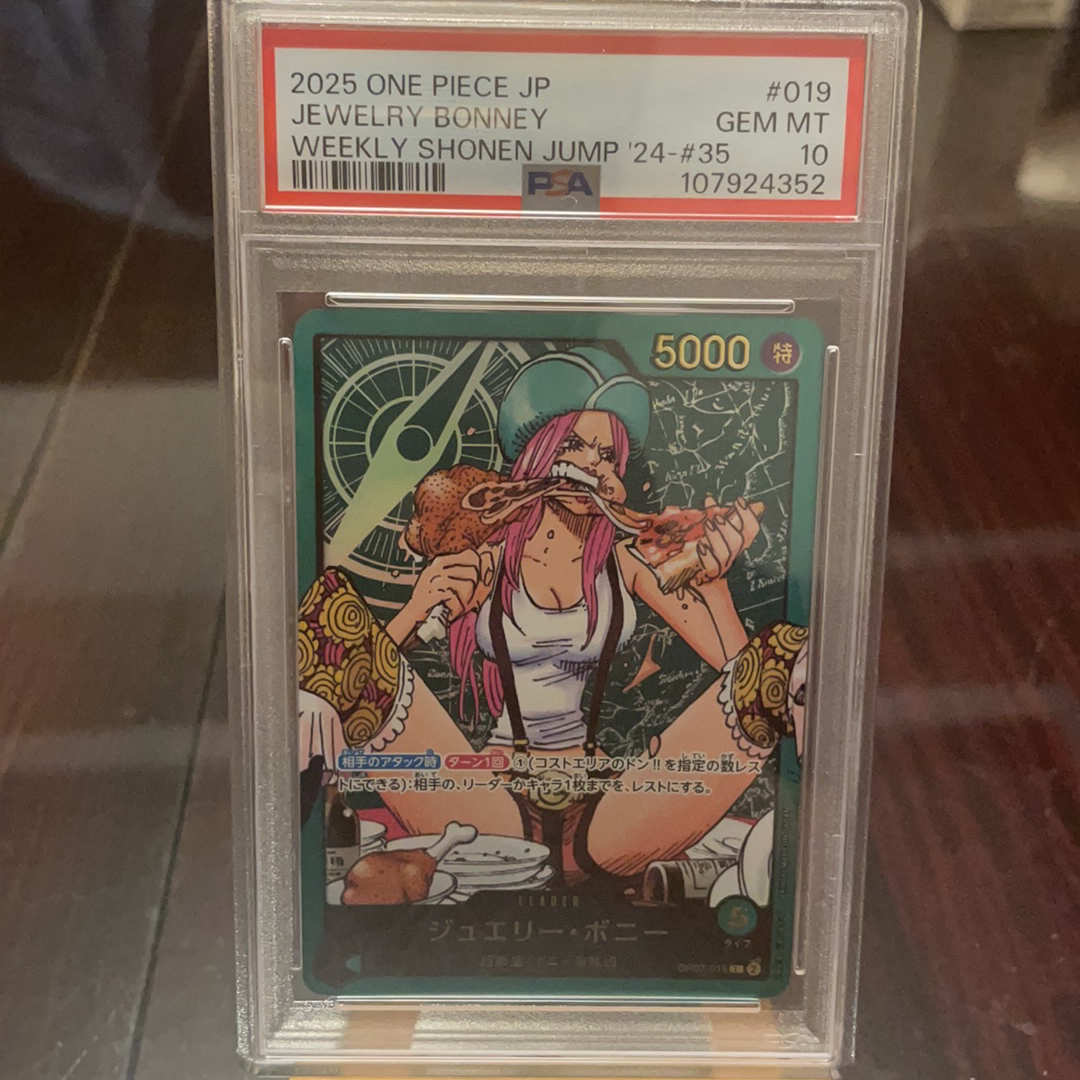 2025 ONE PIECE JP #019
JEWELRY BONNEY GEM MT
WEEKLY SHONEN JUMP '24-#35 10
PSA 107924352
5000 特
相手のアタック時 ターン1回 ①(コストエリアのドン!!を指定の数レス
トにできる):相手の、リーダーかキャラ1枚までを、レストにする。
LEADER
ジュエリー・ボニー
5
ライフ